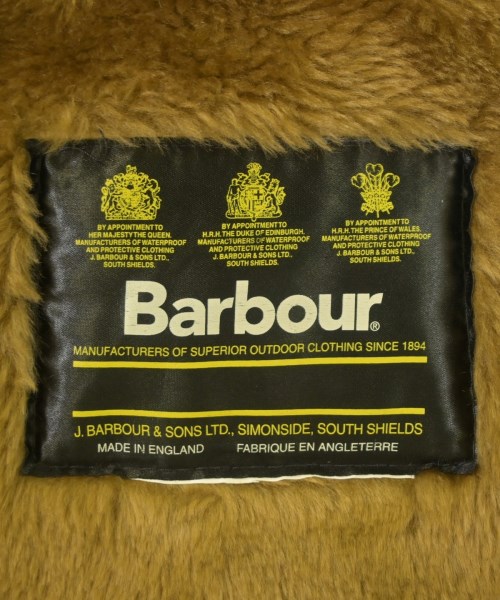 BY APPOINTMENT TO
HER MAJESTY THE QUEEN.
MANUFACTURERS OF WATERPROOF
AND PROTECTIVE CLOTHING
J. BARBOUR & SONS LTD.,
SOUTH SHIELDS.
BY APPOINTMENT TO
H.R.H. THE DUKE OF EDINBURGH.
MANUFACTURERS OF WATERPROOF
AND PROTECTIVE CLOTHING
J. BARBOUR & SONS LTD.,
SOUTH SHIELDS.
BY APPOINTMENT TO
H.R.H. THE PRINCE OF WALES.
MANUFACTURERS OF WATERPROOF
AND PROTECTIVE CLOTHING
J. BARBOUR & SONS LTD.,
SOUTH SHIELDS.
Barbour®
MANUFACTURERS OF SUPERIOR OUTDOOR CLOTHING SINCE 1894
J. BARBOUR & SONS LTD., SIMONSIDE, SOUTH SHIELDS
MADE IN ENGLAND FABRIQUE EN ANGLETERRE